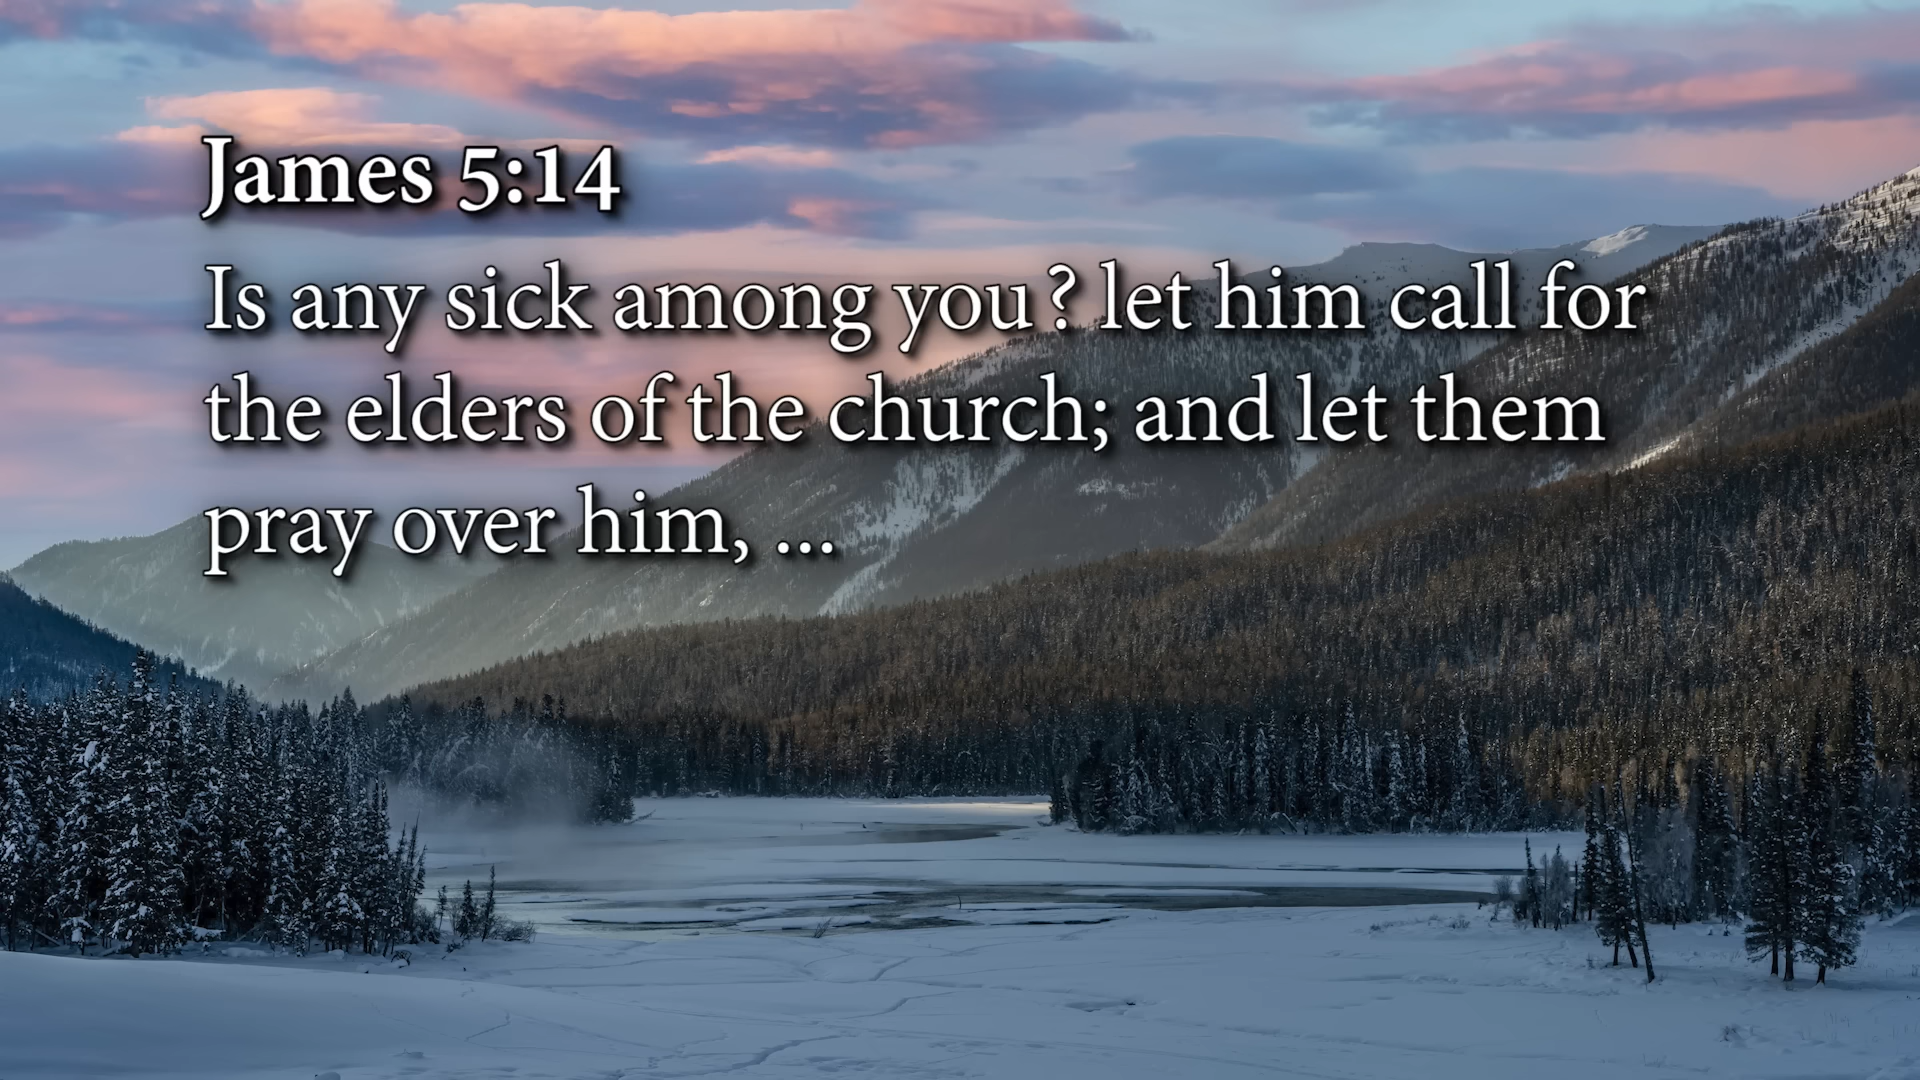 James 5:14
Is any sick among you? let him call for
the elders of the church; and let them
pray over him, ...